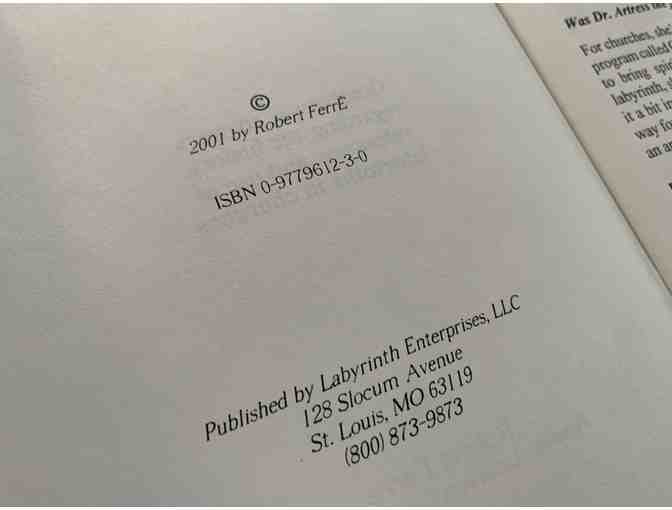 ©
2001 by Robert FerrÈ
ISBN 0-9779612-3-0
Published by Labyrinth Enterprises, LLC
128 Slocum Avenue
St. Louis, MO 63119
(800) 873-9873
Was Dr. Artress the
For churches, she
program called
to bring spi
labyrinth,
it a bit
way fo
an a